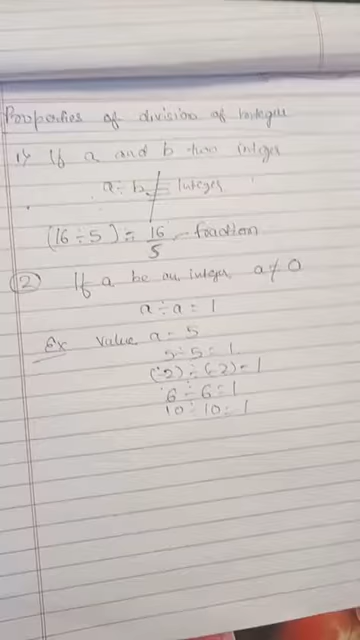 Properties of division of Integers
1) If a and b two integer
a ÷ b ≠ Integer
(16 ÷ 5) = 16/5 - fraction
(2) If a be an integer a ≠ 0
a ÷ a = 1
Ex value a = 5
5 ÷ 5 = 1
(-2) ÷ (-2) = 1
6 ÷ 6 = 1
10 ÷ 10 = 1